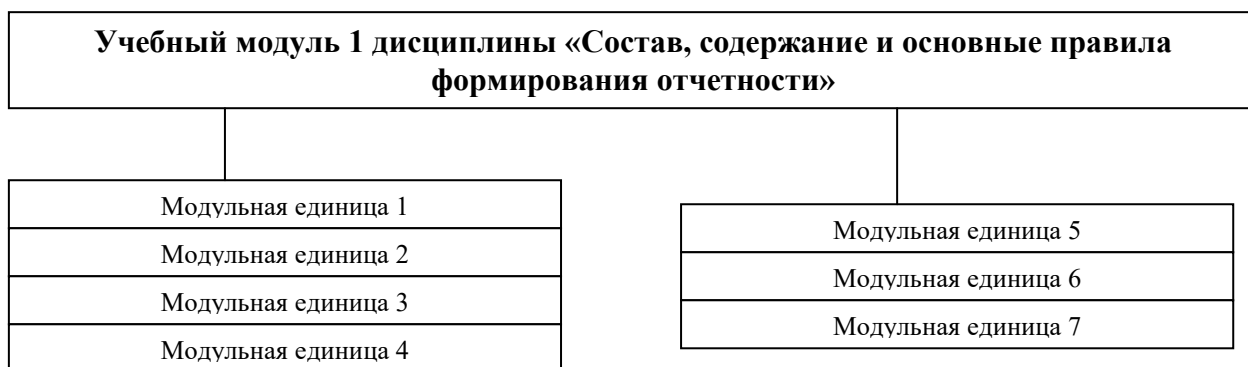 Учебный модуль 1 дисциплины «Состав, содержание и основные правила
формирования отчетности»
Модульная единица 1
Модульная единица 2
Модульная единица 3
Модульная единица 4
Модульная единица 5
Модульная единица 6
Модульная единица 7